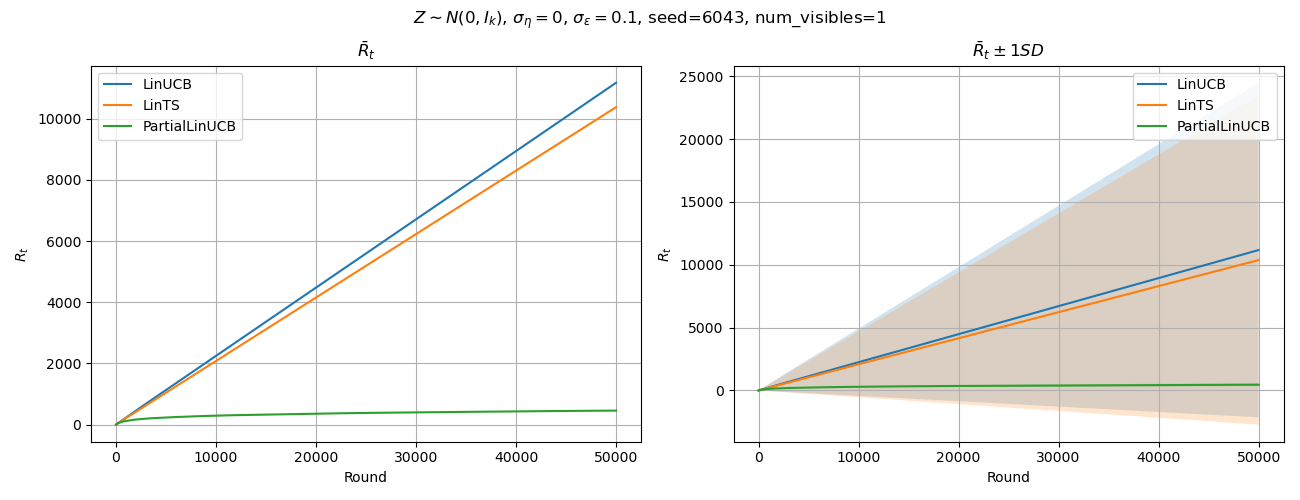 Z ∼ N(0, I_k), σ_η = 0, σ_ε = 0.1, seed=6043, num_visibles=1
R̄_t
LinUCB
LinTS
PartialLinUCB
10000
8000
6000
4000
2000
0
R_t
0
10000
20000
30000
40000
50000
Round
R̄_t ± 1SD
LinUCB
LinTS
PartialLinUCB
25000
20000
15000
10000
5000
0
R_t
0
10000
20000
30000
40000
50000
Round